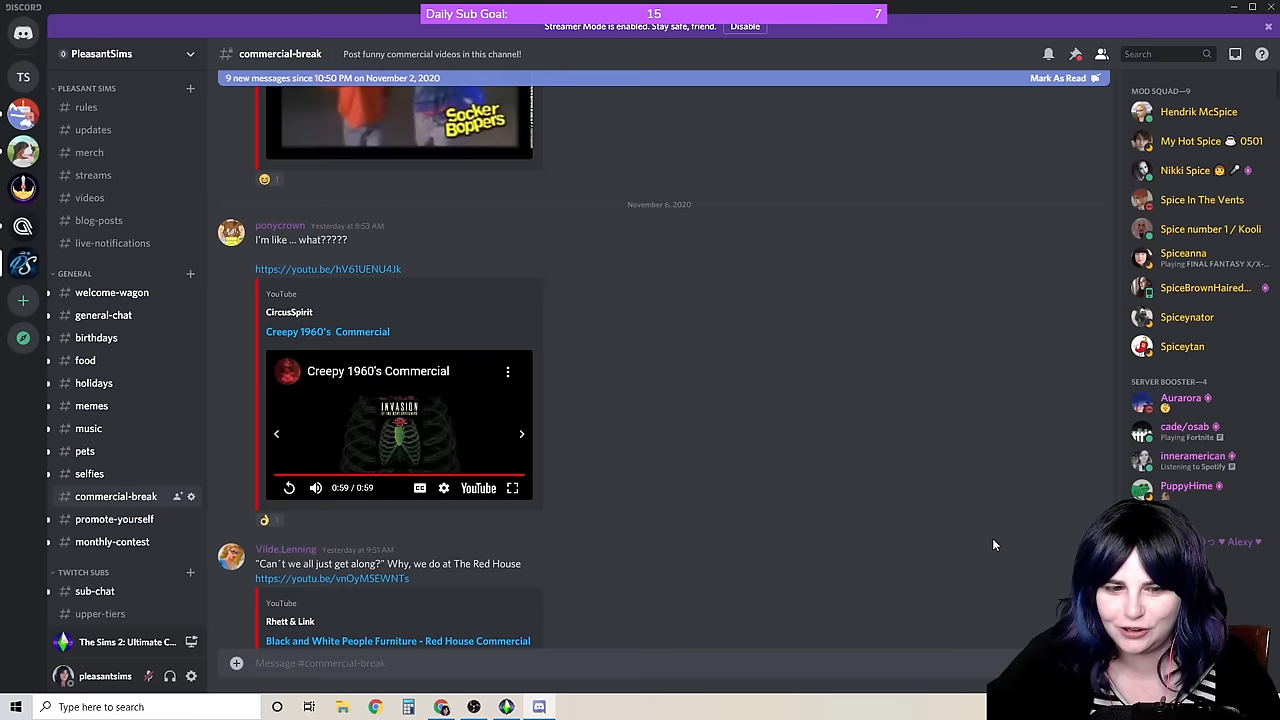 DISCORD
Daily Sub Goal: 15 7
Streamer Mode is enabled. Stay safe, friend. Disable
PleasantSims
# commercial-break Post funny commercial videos in this channel!
Search
9 new messages since 10:50 PM on November 2, 2020 Mark As Read
TS
PLEASANT SIMS
# rules
# updates
# merch
# streams
# videos
# blog-posts
# live-notifications
GENERAL
# welcome-wagon
# general-chat
# birthdays
# food
# holidays
# memes
# music
# pets
# selfies
# commercial-break
# promote-yourself
# monthly-contest
TWITCH SUBS
# sub-chat
# upper-tiers
The Sims 2: Ultimate C...
pleasantsims
Socker
Boppers
1
November 6, 2020
ponycrown Yesterday at 8:53 AM
I'm like ... what?????
https://youtu.be/hV61UENU4Jk
YouTube
CircusSpirit
Creepy 1960's Commercial
Creepy 1960's Commercial
INVASION
0:59 / 0:59
CC
YouTube
1
Vilde.Lenning Yesterday at 9:51 AM
"Can´t we all just get along?" Why, we do at The Red House
https://youtu.be/vnOyMSEWNTs
YouTube
Rhett & Link
Black and White People Furniture - Red House Commercial
Message #commercial-break
MOD SQUAD—9
Hendrik McSpice
My Hot Spice 0501
Nikki Spice
Spice In The Vents
Spice number 1 / Kooli
Spiceanna
Playing FINAL FANTASY X/X-...
SpiceBrownHaired...
Spiceynator
Spiceytan
SERVER BOOSTER—4
Aurarora
cade/osab
Playing Fortnite
inneramerican
Listening to Spotify
PuppyHime
♥ Alexy ♥
Type here to search